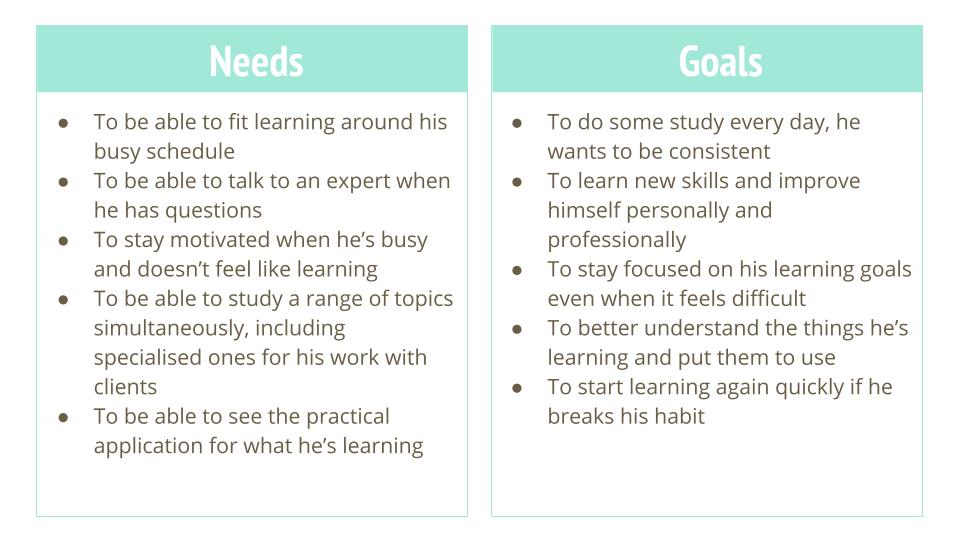 Needs
● To be able to fit learning around his
busy schedule
● To be able to talk to an expert when
he has questions
● To stay motivated when he’s busy
and doesn’t feel like learning
● To be able to study a range of topics
simultaneously, including
specialised ones for his work with
clients
● To be able to see the practical
application for what he’s learning
Goals
● To do some study every day, he
wants to be consistent
● To learn new skills and improve
himself personally and
professionally
● To stay focused on his learning goals
even when it feels difficult
● To better understand the things he’s
learning and put them to use
● To start learning again quickly if he
breaks his habit